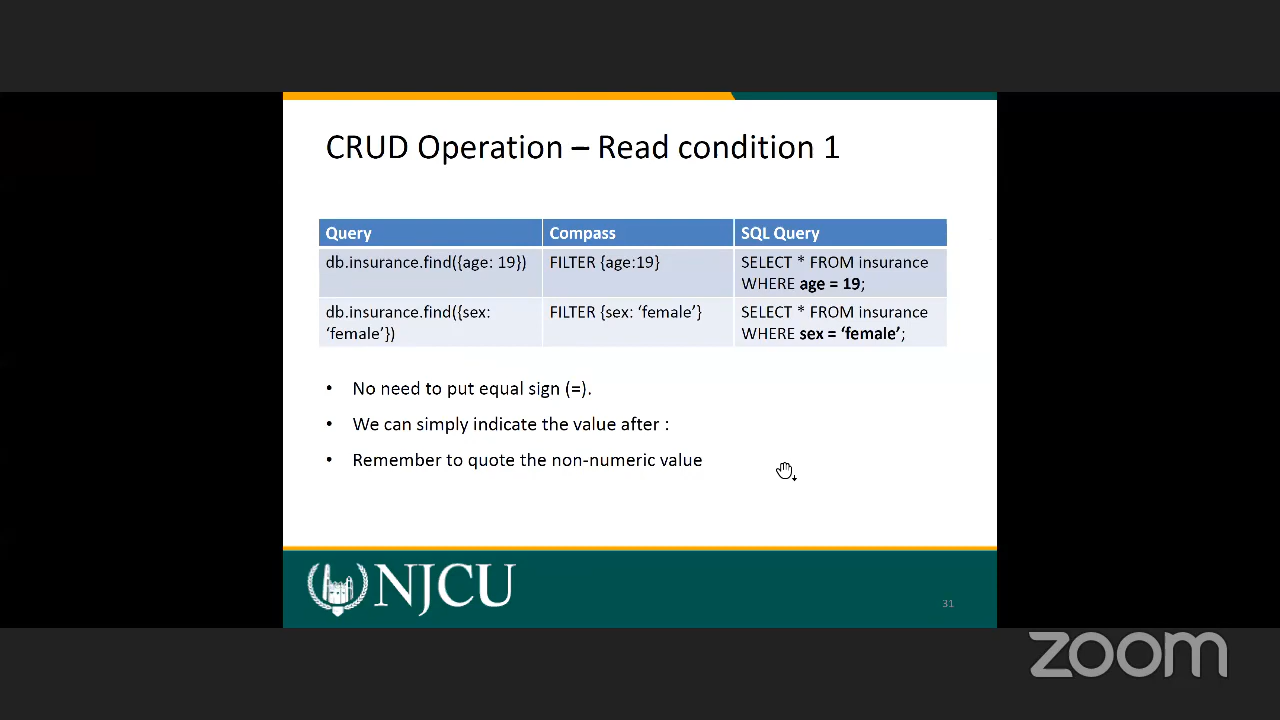 CRUD Operation – Read condition 1
Query Compass SQL Query
db.insurance.find({age: 19}) FILTER {age:19} SELECT * FROM insurance
WHERE age = 19;
db.insurance.find({sex: FILTER {sex: ‘female’} SELECT * FROM insurance
‘female’}) WHERE sex = ‘female’;
• No need to put equal sign (=).
• We can simply indicate the value after :
• Remember to quote the non-numeric value
NJCU
31
zoom